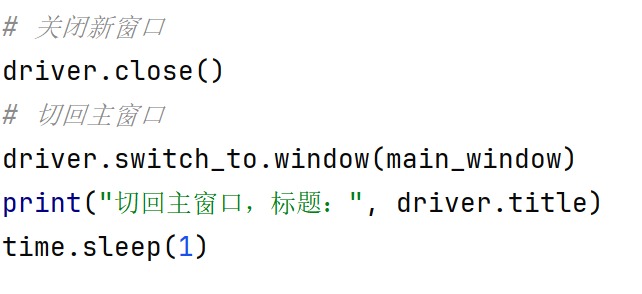 # 关闭新窗口
driver.close()
# 切回主窗口
driver.switch_to.window(main_window)
print("切回主窗口，标题：", driver.title)
time.sleep(1)